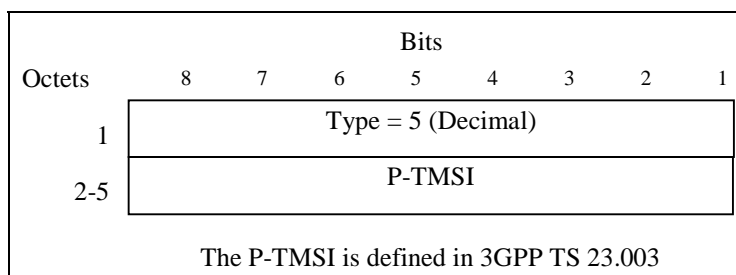 Bits
Octets 8 7 6 5 4 3 2 1
1 Type = 5 (Decimal)
2-5 P-TMSI
The P-TMSI is defined in 3GPP TS 23.003